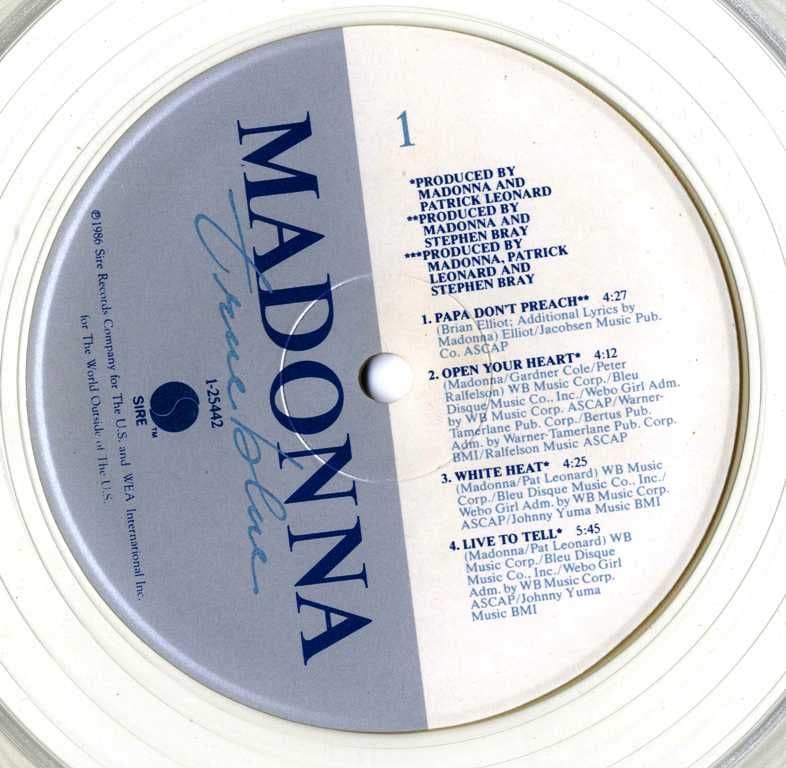 MADONNA
True blue
1-25442
SIRE™
℗1986 Sire Records Company for The U.S. and WEA International Inc.
for The World Outside of The U.S.
1
*PRODUCED BY
MADONNA AND
PATRICK LEONARD
**PRODUCED BY
MADONNA AND
STEPHEN BRAY
***PRODUCED BY
MADONNA, PATRICK
LEONARD AND
STEPHEN BRAY
1. PAPA DON'T PREACH** 4:27
(Brian Elliot; Additional Lyrics by
Madonna) Elliot/Jacobsen Music Pub.
Co. ASCAP
2. OPEN YOUR HEART* 4:12
(Madonna/Gardner Cole/Peter
Ralfelson) WB Music Corp./Bleu
Disque Music Co., Inc./Webo Girl Adm.
by WB Music Corp. ASCAP/Warner-
Tamerlane Pub. Corp./Bertus Pub.
Adm. by Warner-Tamerlane Pub. Corp.
BMI/Ralfelson Music ASCAP
3. WHITE HEAT* 4:25
(Madonna/Pat Leonard) WB Music
Corp./Bleu Disque Music Co., Inc./
Webo Girl Adm. by WB Music Corp.
ASCAP/Johnny Yuma Music BMI
4. LIVE TO TELL* 5:45
(Madonna/Pat Leonard) WB
Music Corp./Bleu Disque
Music Co., Inc./Webo Girl
Adm. by WB Music Corp.
ASCAP/Johnny Yuma
Music BMI